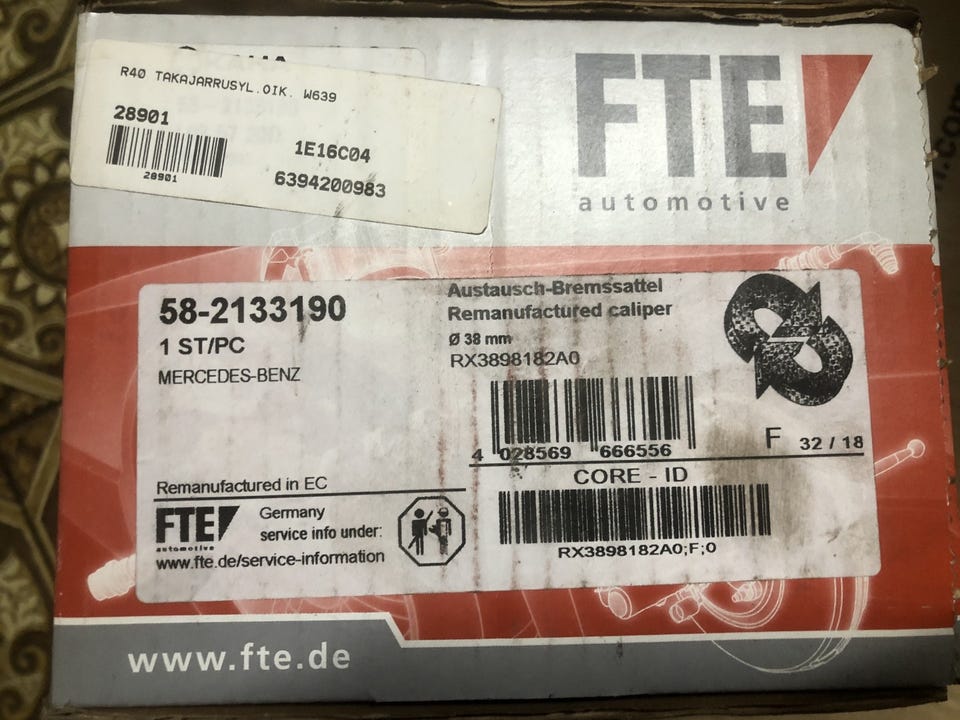 R40 TAKAJARRUSYL.OIK. W639
28901
28901
1E16C04
6394200983
FTE
automotive
58-2133190
1 ST/PC
MERCEDES-BENZ
Austausch-Bremssattel
Remanufactured caliper
Ø 38 mm
RX3898182A0
4 028569 666556
F 32 / 18
CORE - ID
RX3898182A0;F;0
Remanufactured in EC
FTE
automotive
Germany
service info under:
www.fte.de/service-information
www.fte.de